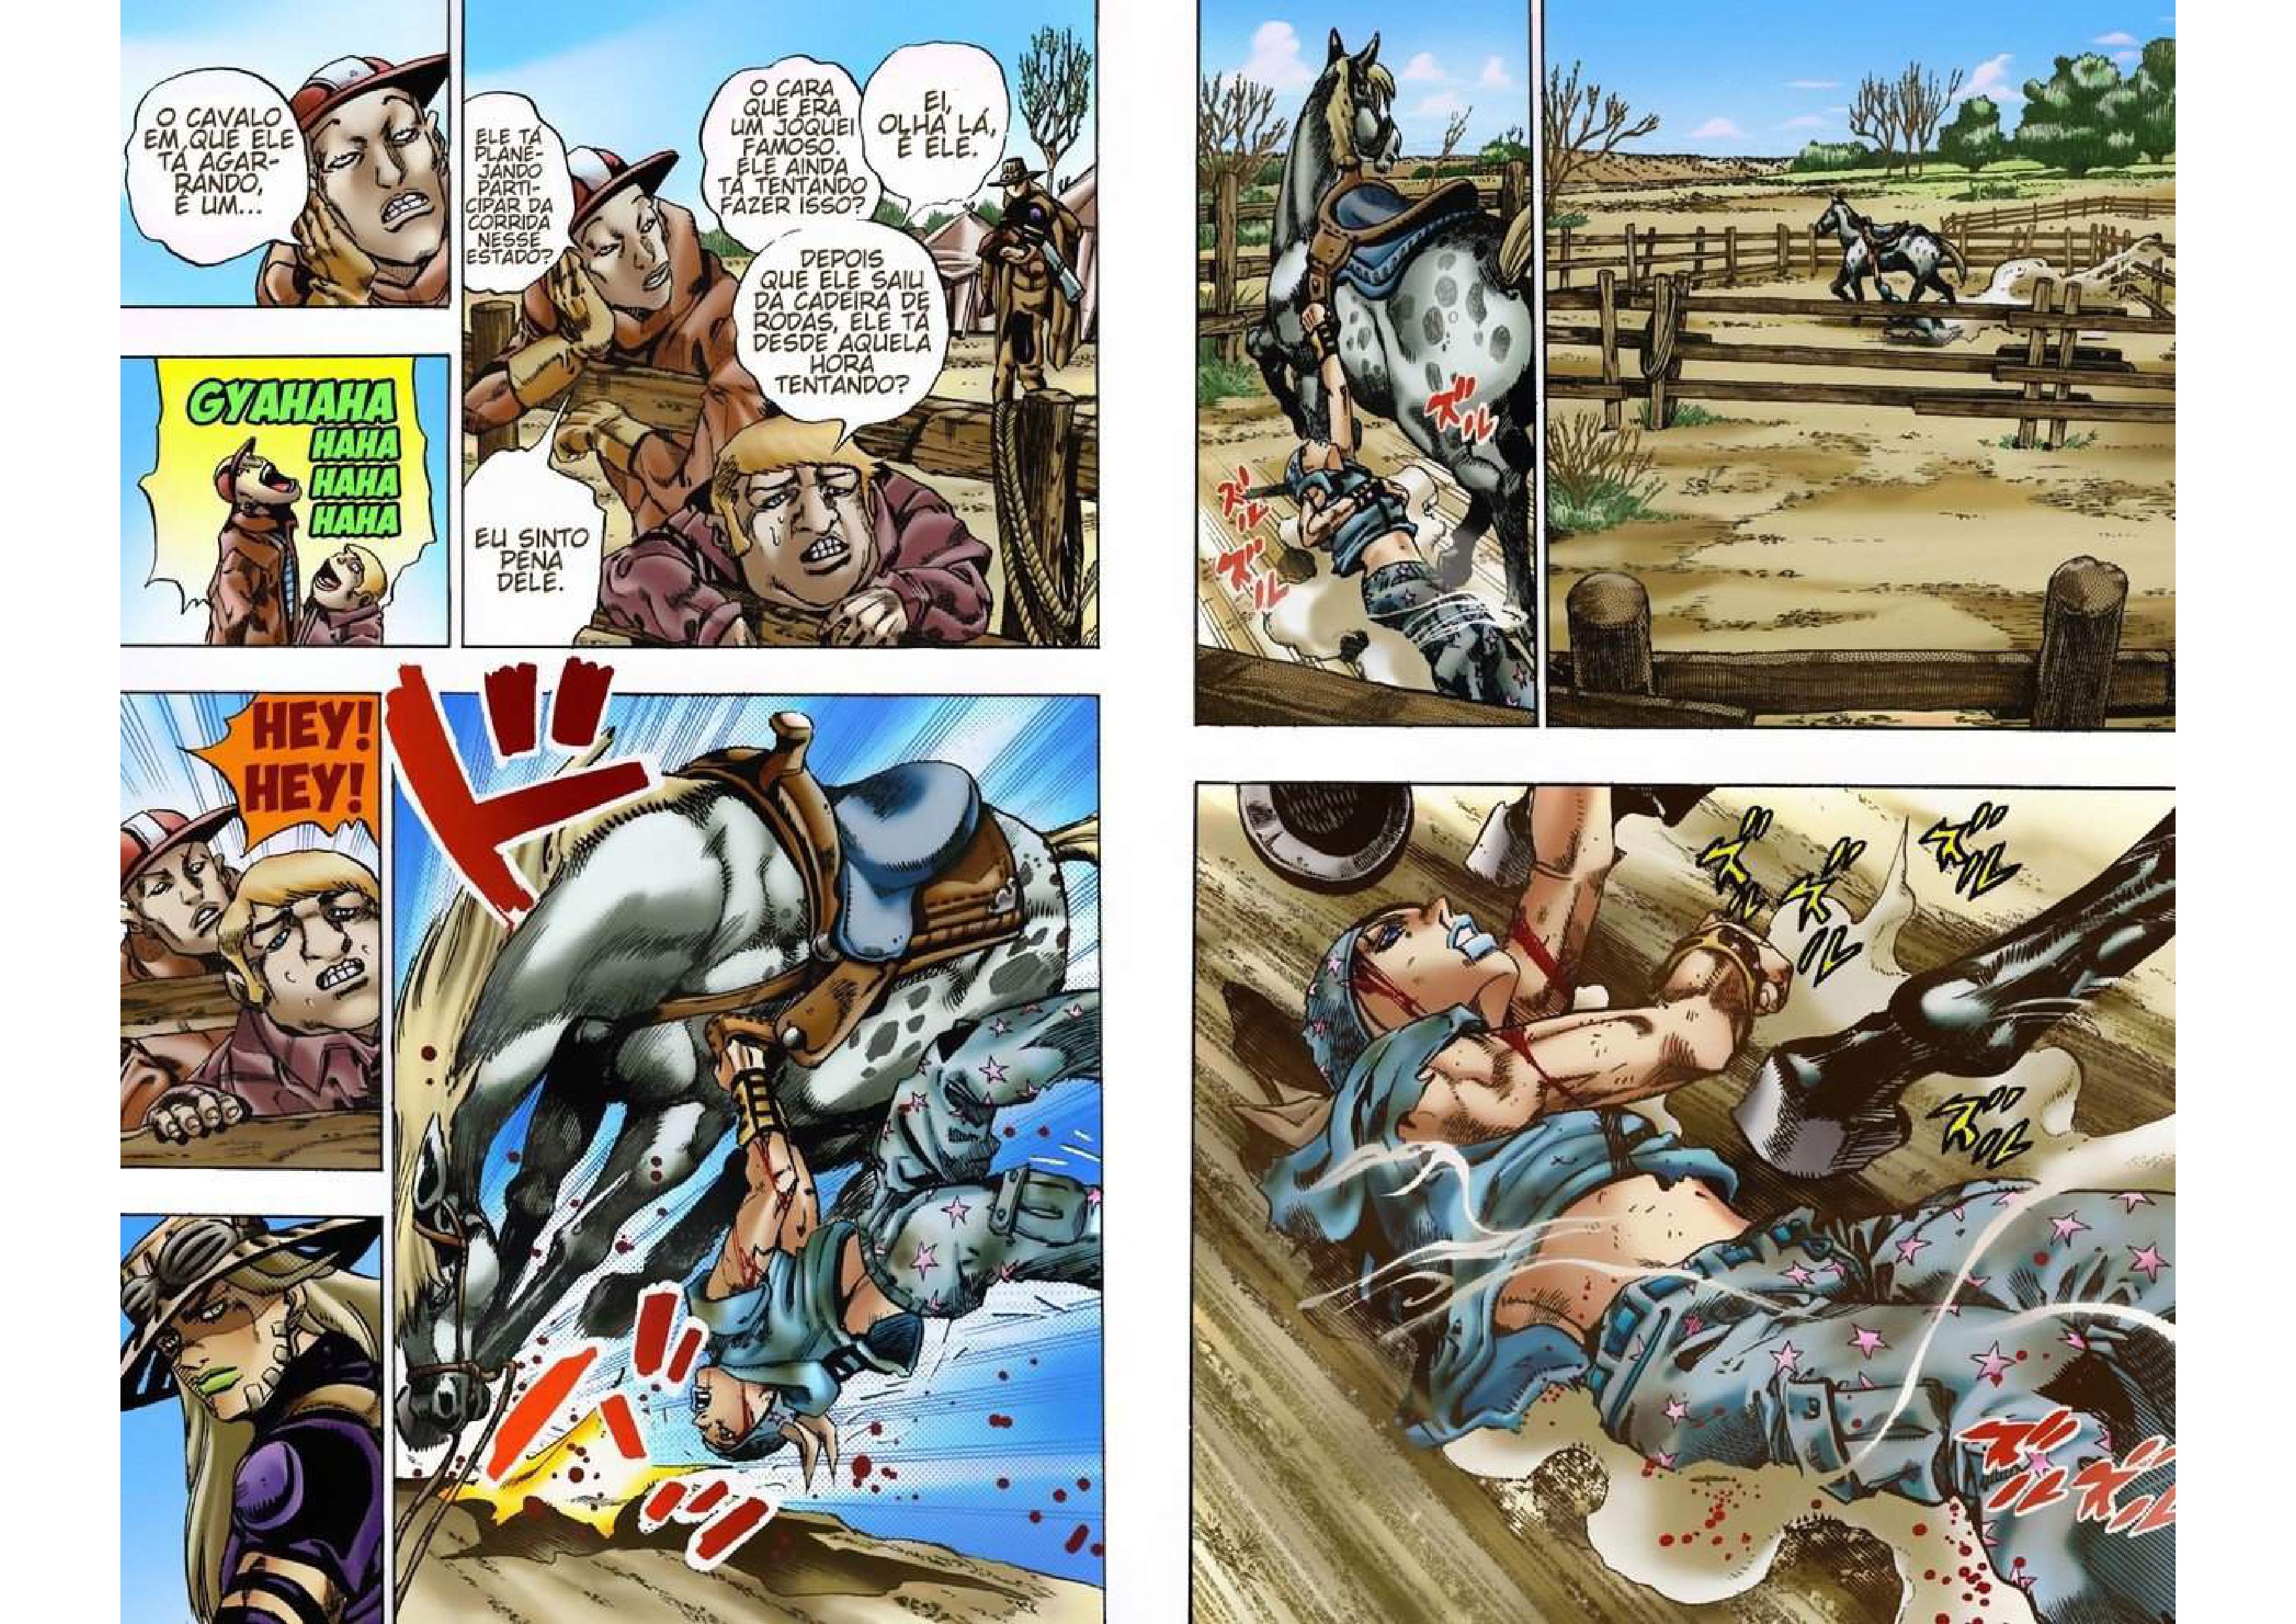 ズル
ズル
ズル
ズル
ズル
ズル
ズル
ズル
ズル
EI,
OLHA LÁ,
É ELE.
O CARA
QUE ERA
UM JÓQUEI
FAMOSO.
ELE AINDA
TÁ TENTANDO
FAZER ISSO?
DEPOIS
QUE ELE SAIU
DA CADEIRA DE
RODAS, ELE TÁ
DESDE AQUELA
HORA
TENTANDO?
ELE TÁ
PLANE-
JANDO
PARTI-
CIPAR DA
CORRIDA
NESSE
ESTADO?
EU SINTO
PENA
DELE.
O CAVALO
EM QUE ELE
TÁ AGAR-
RANDO,
É UM...
GYAHAHA
HAHA
HAHA
HAHA
ドバッ
HEY!
HEY!